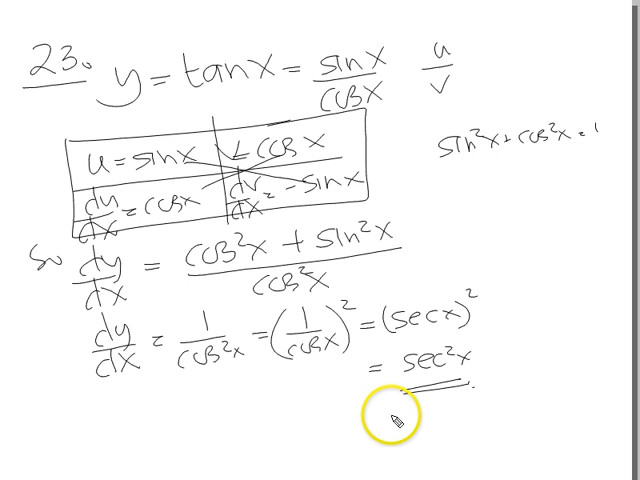 23. y = tan x = sin x / cos x   u / v
sin²x + cos²x = 1
u = sin x   v = cos x
du/dx = cos x   dv/dx = - sin x
So dy/dx = cos²x + sin²x / cos²x
dy/dx = 1 / cos²x = (1 / cos x)² = (sec x)²
= sec²x